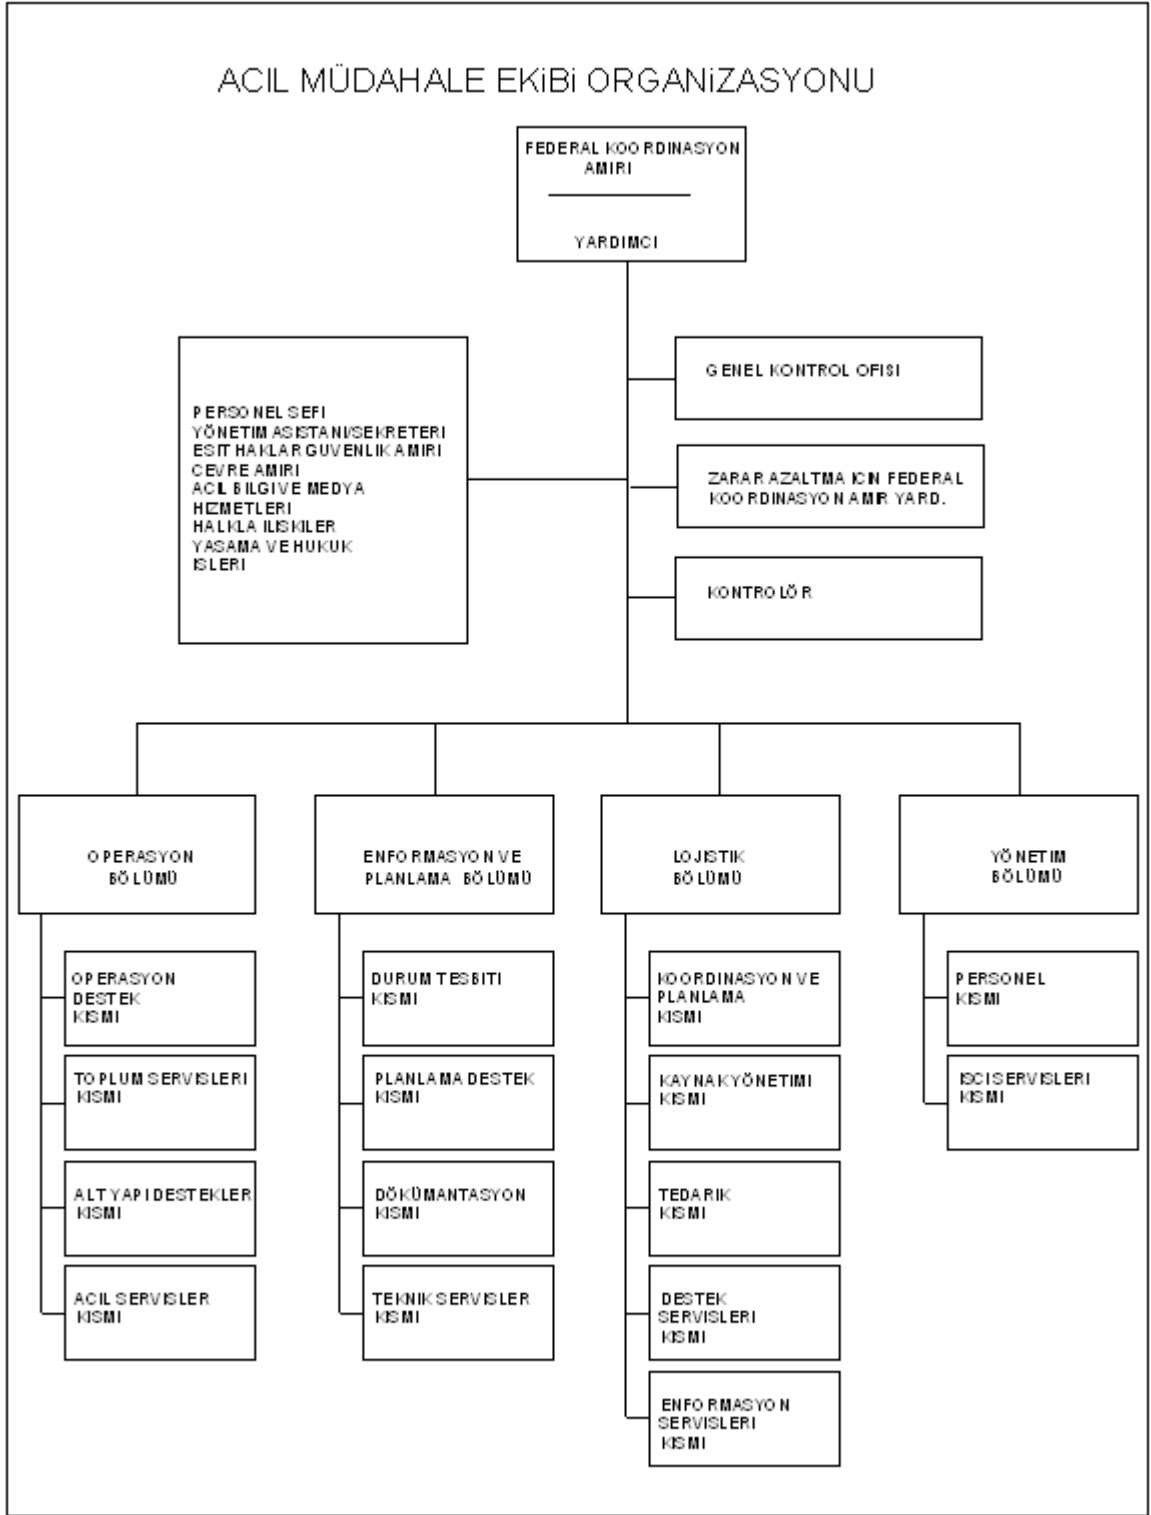 ACIL MÜDAHALE EKiBi ORGANiZASYONU
FEDERAL KOORDINASYON
AMIRI
YARDIMCI
PERSONEL SEFI
YÖNETIM ASISTANI/SEKRETERI
ESIT HAKLAR GUVENLIK AMIRI
CEVRE AMIRI
ACIL BILGI VE MEDYA
HIZMETLERI
HALKLA ILISKILER
YASAMA VE HUKUK
ISLERI
GENEL KONTROL OFISI
ZARAR AZALTMA ICIN FEDERAL
KOORDINASYON AMIR YARD.
KONTROLÖR
OPERASYON
BÖLÜMÜ
ENFORMASYON VE
PLANLAMA BÖLÜMÜ
LOJISTIK
BÖLÜMÜ
YÖNETIM
BÖLÜMÜ
OPERASYON
DESTEK
KISMI
TOPLUM SERVISLERI
KISMI
ALT YAPI DESTEKLER
KISMI
ACIL SERVISLER
KISMI
DURUM TESBITI
KISMI
PLANLAMA DESTEK
KISMI
DÖKÜMANTASYON
KISMI
TEKNIK SERVISLER
KISMI
KOORDINASYON VE
PLANLAMA
KISMI
KAYNAK YÖNETIMI
KISMI
TEDARIK
KISMI
DESTEK
SERVISLERI
KISMI
ENFORMASYON
SERVISLERI
KISMI
PERSONEL
KISMI
ISCI SERVISLERI
KISMI